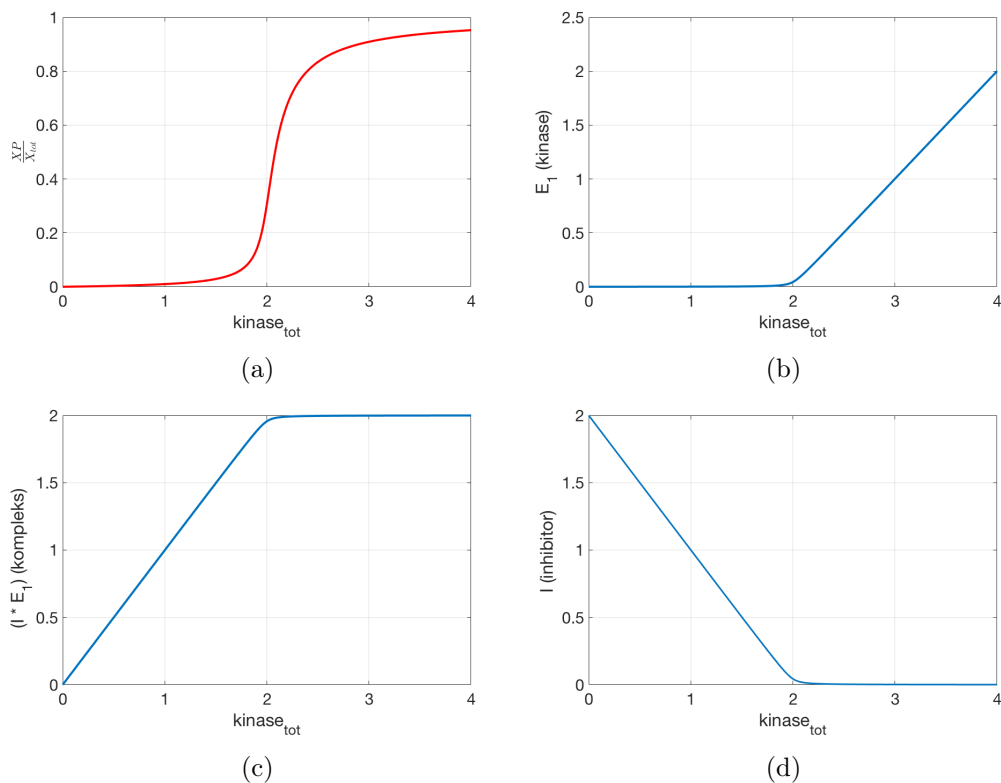 1
0.8
0.6
0.4
0.2
0
XP
X_tot
0 1 2 3 4
kinase_tot
(a)
2.5
2
1.5
1
0.5
0
E_1 (kinase)
0 1 2 3 4
kinase_tot
(b)
2
1.5
1
0.5
0
(I * E_1) (kompleks)
0 1 2 3 4
kinase_tot
(c)
2
1.5
1
0.5
0
I (inhibitor)
0 1 2 3 4
kinase_tot
(d)